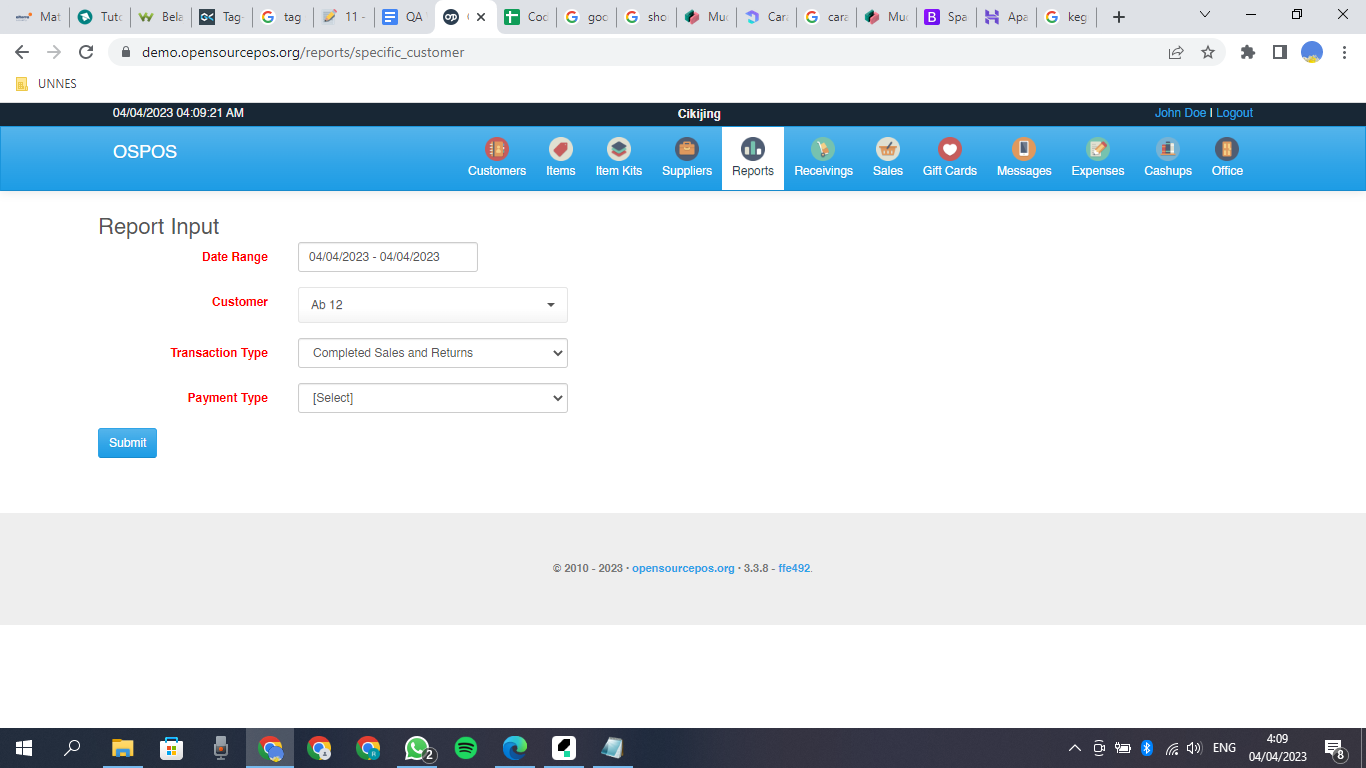 Mat
Tuto
Bela
Tag-
tag
11 -
QA
Cod
goo
sho
Muc
Cara
cara
Muc
Spa
Apa
keg
demo.opensourcepos.org/reports/specific_customer
UNNES
04/04/2023 04:09:21 AM
Cikijing
John Doe | Logout
OSPOS
Customers
Items
Item Kits
Suppliers
Reports
Receivings
Sales
Gift Cards
Messages
Expenses
Cashups
Office
Report Input
Date Range
04/04/2023 - 04/04/2023
Customer
Ab 12
Transaction Type
Completed Sales and Returns
Payment Type
[Select]
Submit
© 2010 - 2023 · opensourcepos.org · 3.3.8 - ffe492.
2
ENG
4:09
04/04/2023
8